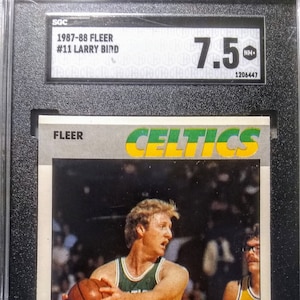 SGC
1987-88 FLEER
#11 LARRY BIRD
7.5
NM+
1206447
FLEER
CELTICS